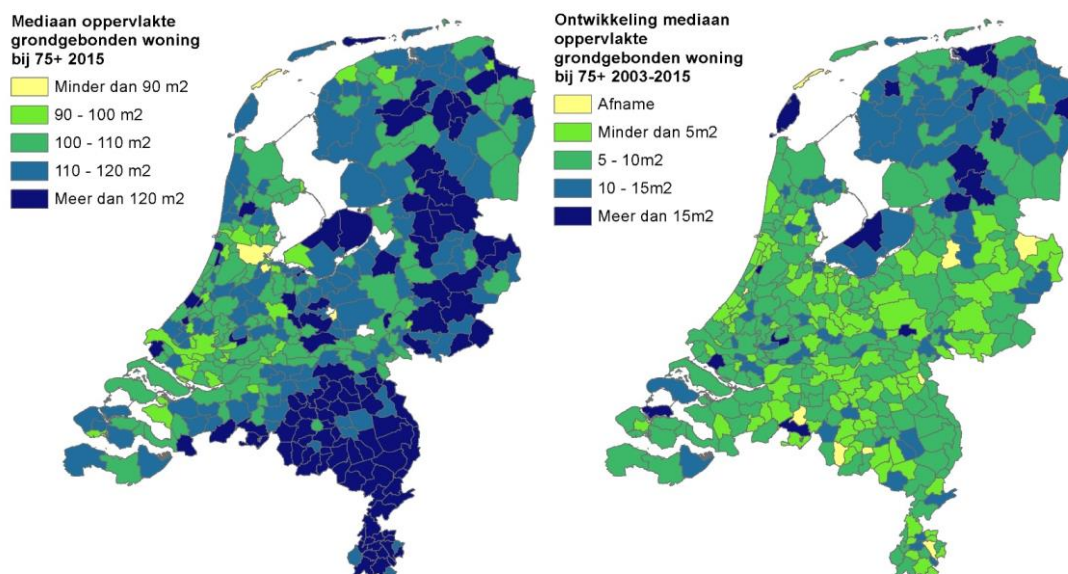 Mediaan oppervlakte
grondgebonden woning
bij 75+ 2015
Minder dan 90 m2
90 - 100 m2
100 - 110 m2
110 - 120 m2
Meer dan 120 m2
Ontwikkeling mediaan
oppervlakte
grondgebonden woning
bij 75+ 2003-2015
Afname
Minder dan 5m2
5 - 10m2
10 - 15m2
Meer dan 15m2